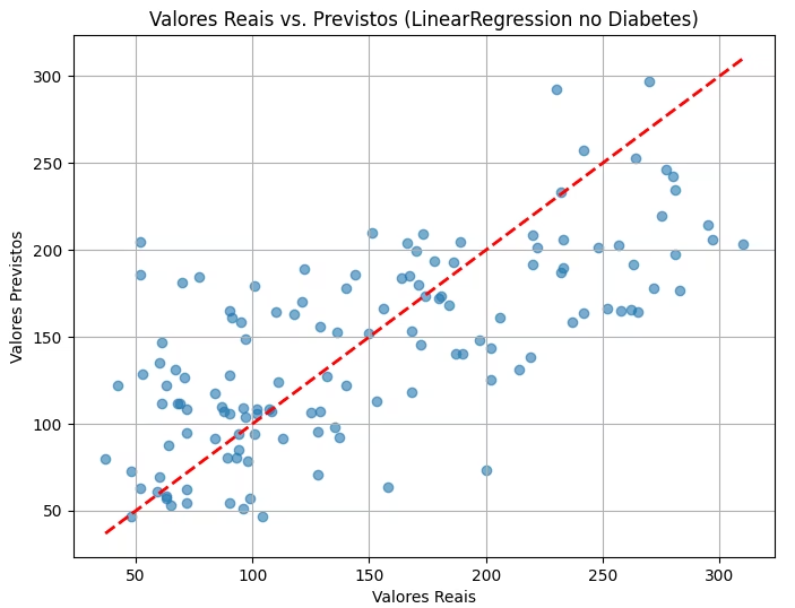 Valores Reais vs. Previstos (LinearRegression no Diabetes)
300
250
200
150
100
50
Valores Previstos
50 100 150 200 250 300
Valores Reais